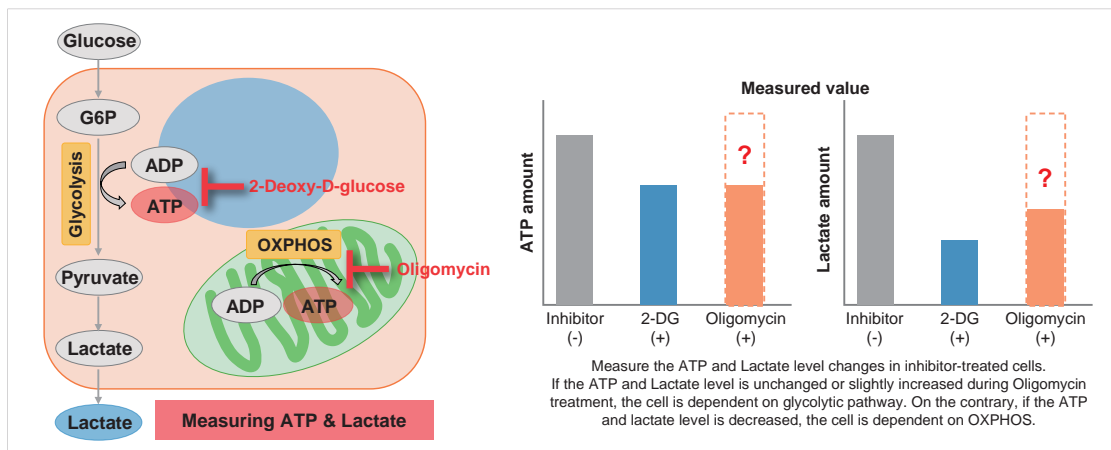 Glucose
G6P
Glycolysis
ADP
ATP
2-Deoxy-D-glucose
OXPHOS
Oligomycin
ADP
ATP
Pyruvate
Lactate
Lactate
Measuring ATP & Lactate
Measured value
ATP amount
?
Inhibitor
(-)
2-DG
(+)
Oligomycin
(+)
Lactate amount
?
Inhibitor
(-)
2-DG
(+)
Oligomycin
(+)
Measure the ATP and Lactate level changes in inhibitor-treated cells.
If the ATP and Lactate level is unchanged or slightly increased during Oligomycin
treatment, the cell is dependent on glycolytic pathway. On the contrary, if the ATP
and lactate level is decreased, the cell is dependent on OXPHOS.